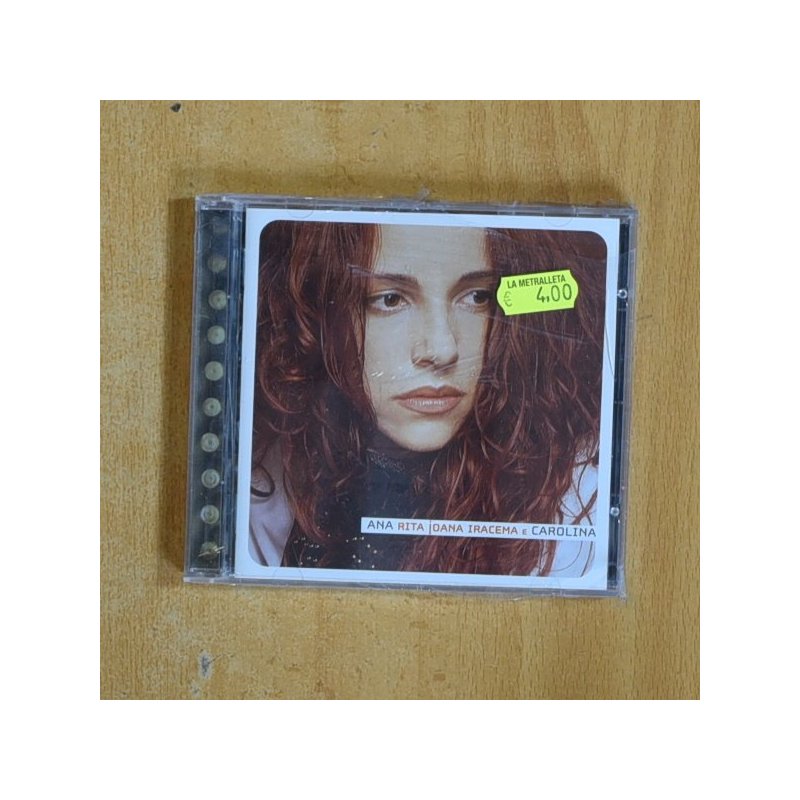 LA METRALLETA
€ 4,00
ANA RITA JOANA IRACEMA E CAROLINA